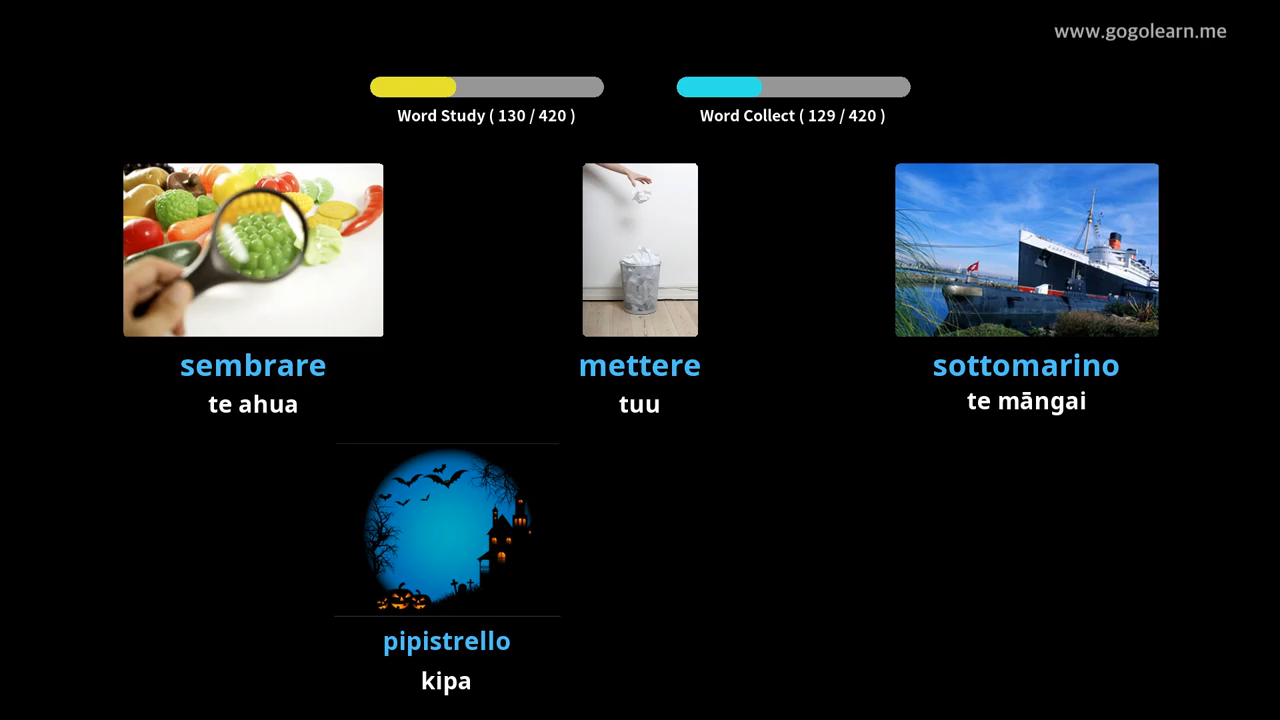 www.gogolearn.me
Word Study ( 130 / 420 )
Word Collect ( 129 / 420 )
sembrare
te ahua
mettere
tuu
sottomarino
te māngai
pipistrello
kipa